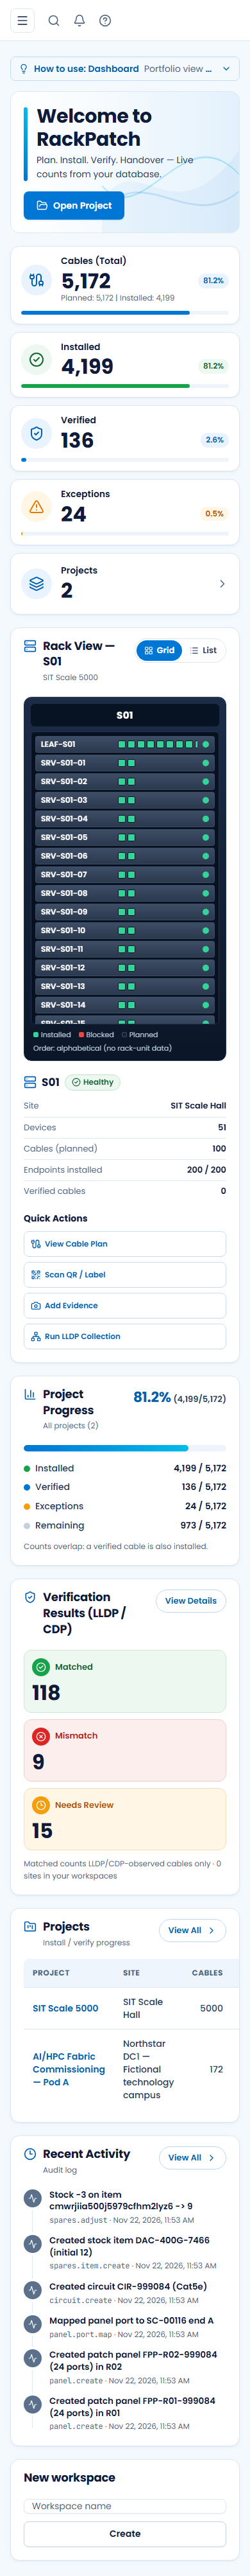 How to use: Dashboard Portfolio view ...
Welcome to
RackPatch
Plan. Install. Verify. Handover — Live
counts from your database.
Open Project
Cables (Total)
5,172
81.2%
Planned: 5,172 | Installed: 4,199
Installed
4,199
81.2%
Verified
136
2.6%
Exceptions
24
0.5%
Projects
2
Rack View —
S01
Grid
List
SIT Scale 5000
S01
LEAF-S01
SRV-S01-01
SRV-S01-02
SRV-S01-03
SRV-S01-04
SRV-S01-05
SRV-S01-06
SRV-S01-07
SRV-S01-08
SRV-S01-09
SRV-S01-10
SRV-S01-11
SRV-S01-12
SRV-S01-13
SRV-S01-14
SRV-S01-15
Installed Blocked Planned
Order: alphabetical (no rack-unit data)
S01 Healthy
Site SIT Scale Hall
Devices 51
Cables (planned) 100
Endpoints installed 200 / 200
Verified cables 0
Quick Actions
View Cable Plan
Scan QR / Label
Add Evidence
Run LLDP Collection
Project
Progress
81.2% (4,199/5,172)
All projects (2)
Installed 4,199 / 5,172
Verified 136 / 5,172
Exceptions 24 / 5,172
Remaining 973 / 5,172
Counts overlap: a verified cable is also installed.
Verification
Results (LLDP /
CDP)
View Details
Matched
118
Mismatch
9
Needs Review
15
Matched counts LLDP/CDP-observed cables only · 0
sites in your workspaces
Projects
View All
Install / verify progress
PROJECT SITE CABLES
SIT Scale 5000 SIT Scale
Hall 5000
AI/HPC Fabric
Commissioning
— Pod A
Northstar
DC1 —
Fictional
technology
campus
172
Recent Activity
View All
Audit log
Stock -3 on item
cmwrjiia500j5979cfhm2lyz6 -> 9
spares.adjust · Nov 22, 2026, 11:53 AM
Created stock item DAC-400G-7466
(initial 12)
spares.item.create · Nov 22, 2026, 11:53 AM
Created circuit CIR-999084 (Cat5e)
circuit.create · Nov 22, 2026, 11:53 AM
Mapped panel port to SC-00116 end A
panel.port.map · Nov 22, 2026, 11:53 AM
Created patch panel FPP-R02-999084
(24 ports) in R02
panel.create · Nov 22, 2026, 11:53 AM
Created patch panel FPP-R01-999084
(24 ports) in R01
panel.create · Nov 22, 2026, 11:53 AM
New workspace
Workspace name
Create